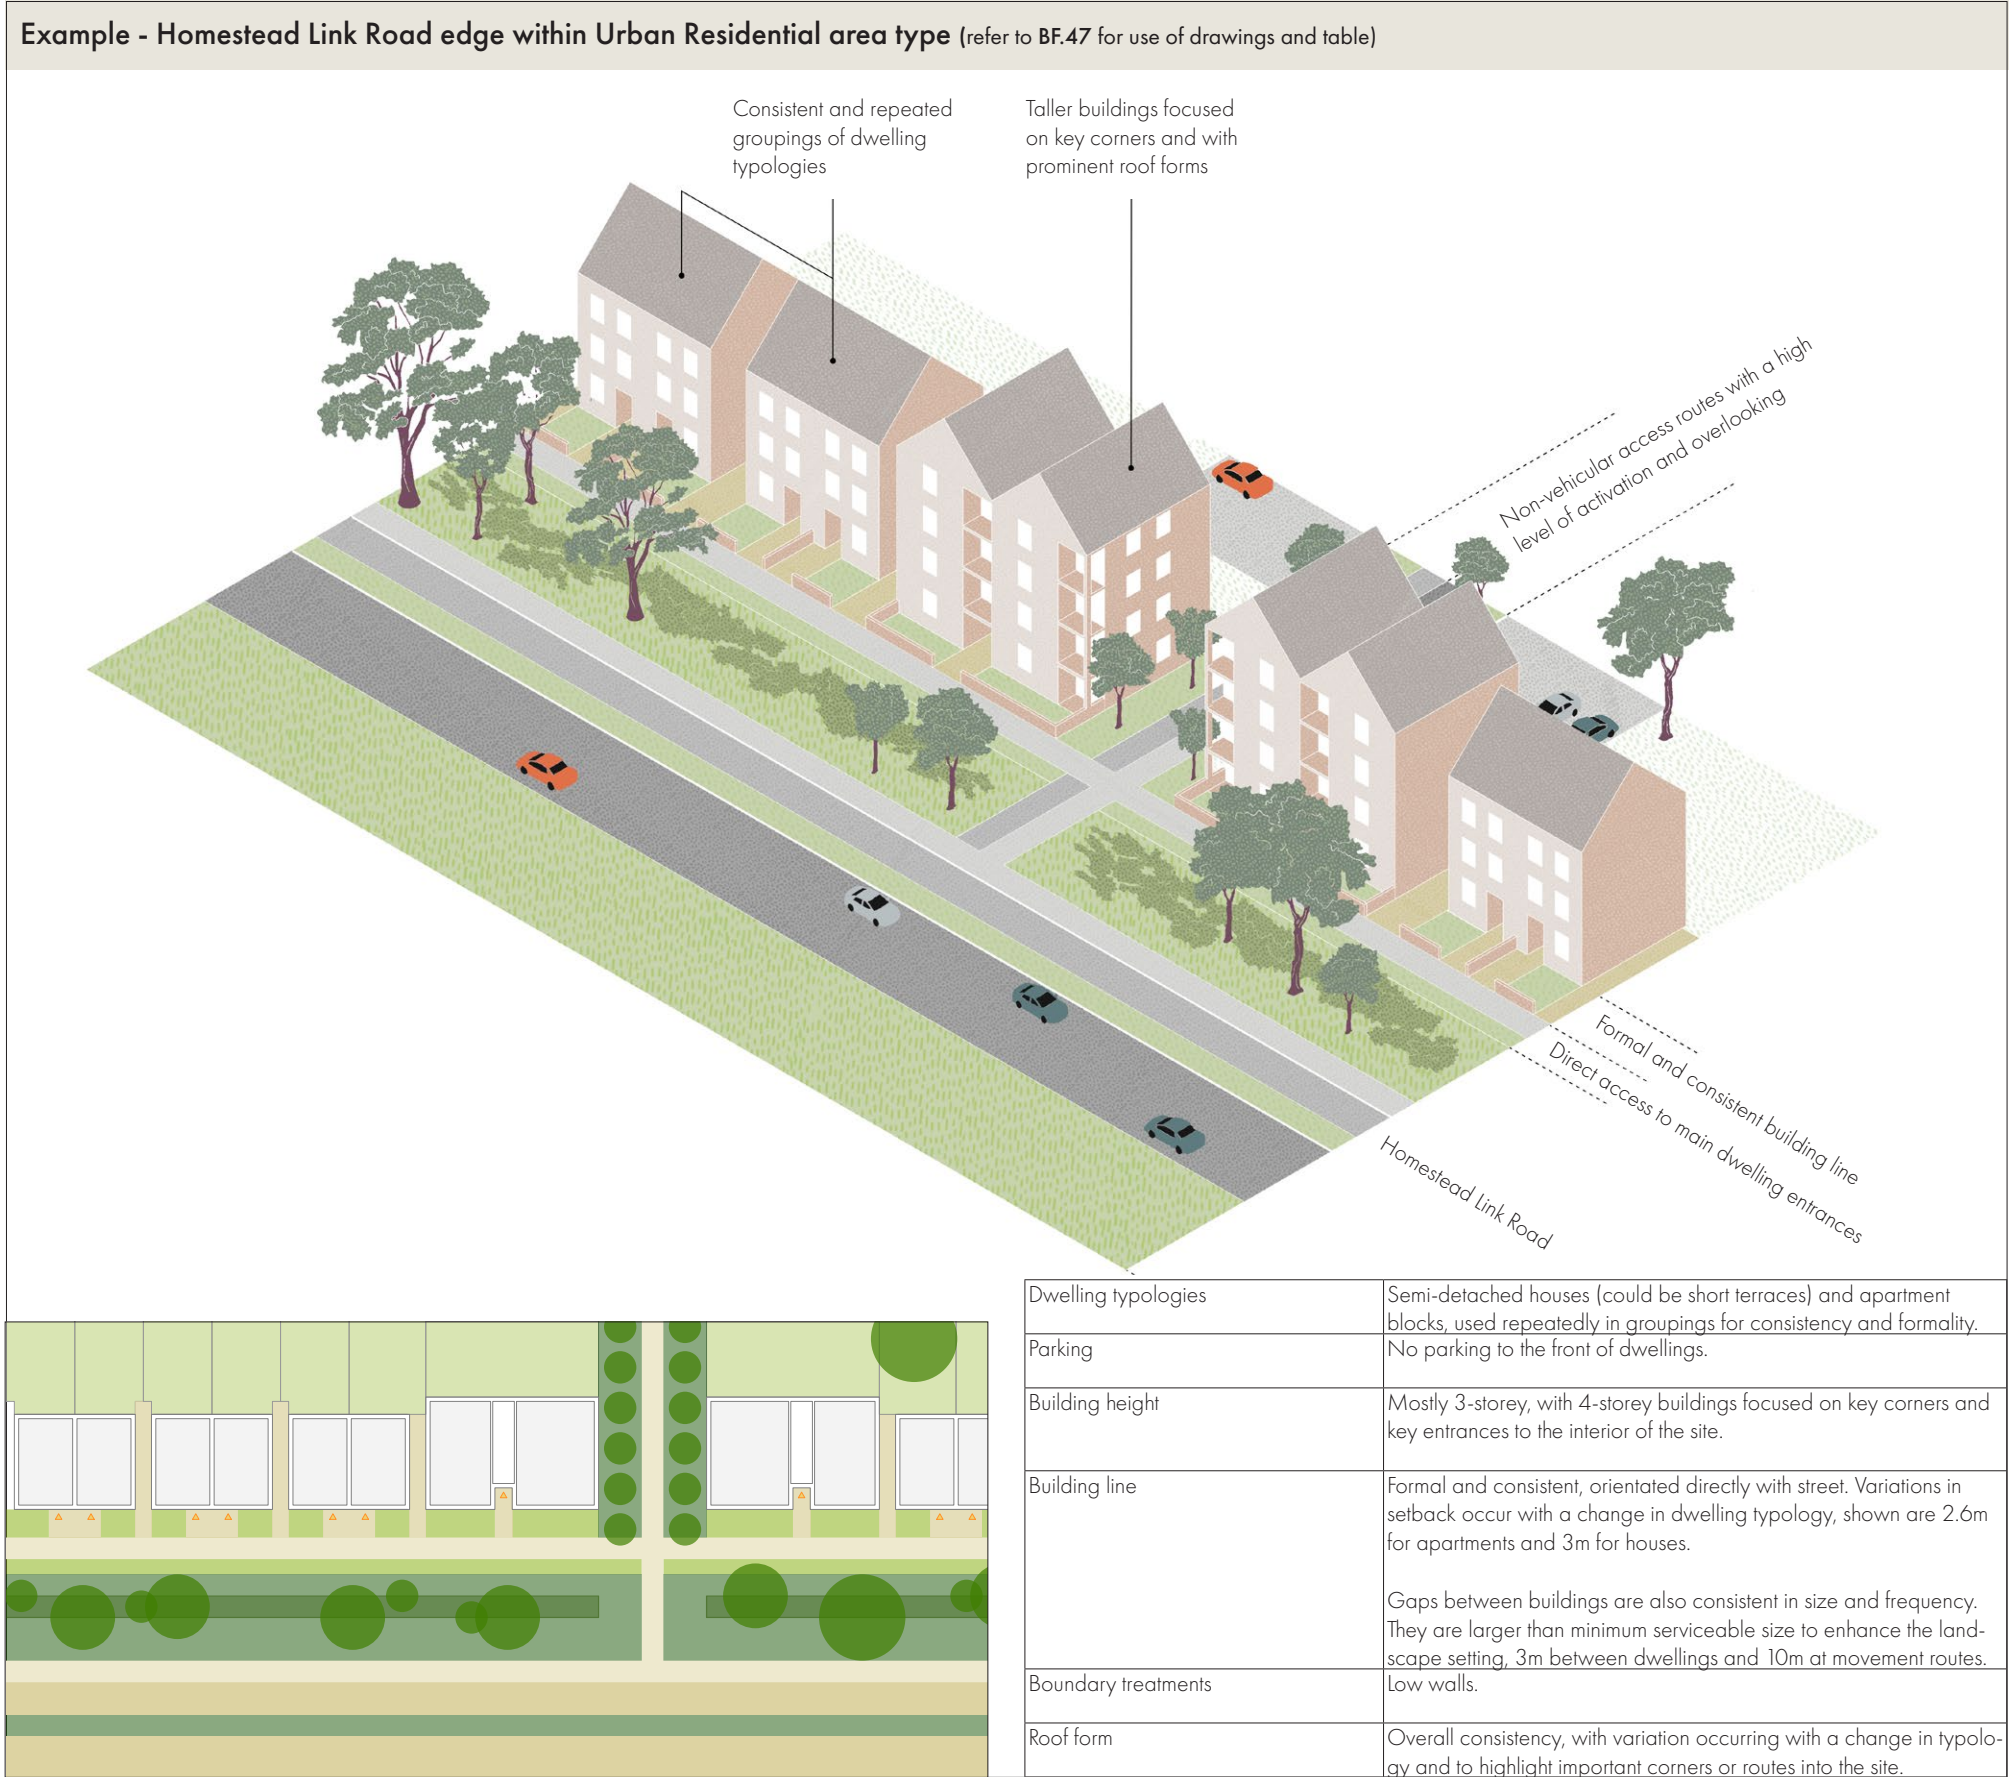 Example - Homestead Link Road edge within Urban Residential area type (refer to BF.47 for use of drawings and table)
Consistent and repeated
groupings of dwelling
typologies
Taller buildings focused
on key corners and with
prominent roof forms
Non-vehicular access routes with a high
level of activation and overlooking
Formal and consistent building line
Direct access to main dwelling entrances
Homestead Link Road
Dwelling typologies
Semi-detached houses (could be short terraces) and apartment
blocks, used repeatedly in groupings for consistency and formality.
Parking
No parking to the front of dwellings.
Building height
Mostly 3-storey, with 4-storey buildings focused on key corners and
key entrances to the interior of the site.
Building line
Formal and consistent, orientated directly with street. Variations in
setback occur with a change in dwelling typology, shown are 2.6m
for apartments and 3m for houses.
Gaps between buildings are also consistent in size and frequency.
They are larger than minimum serviceable size to enhance the land-
scape setting, 3m between dwellings and 10m at movement routes.
Boundary treatments
Low walls.
Roof form
Overall consistency, with variation occurring with a change in typolo-
gy and to highlight important corners or routes into the site.